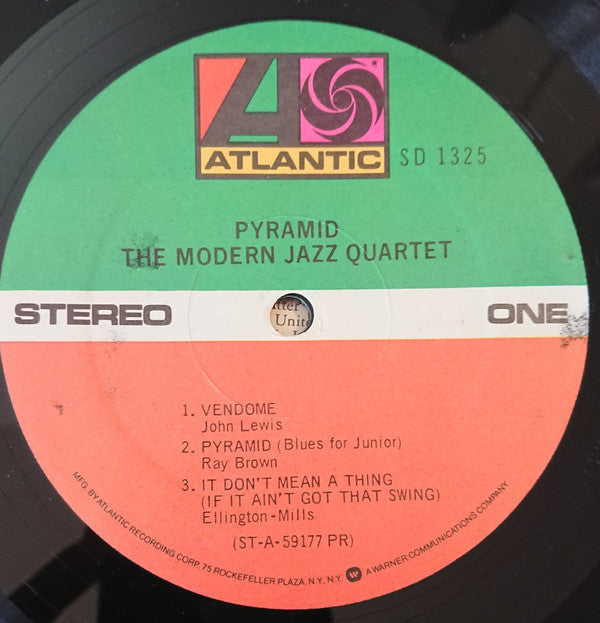 ATLANTIC
SD 1325
PYRAMID
THE MODERN JAZZ QUARTET
STEREO
ONE
Unite
1. VENDOME
John Lewis
2. PYRAMID (Blues for Junior)
Ray Brown
3. IT DON'T MEAN A THING
(IF IT AIN'T GOT THAT SWING)
Ellington-Mills
(ST-A-59177 PR)
MFG. BY ATLANTIC RECORDING CORP. 75 ROCKEFELLER PLAZA, N.Y., N.Y. A WARNER COMMUNICATIONS COMPANY